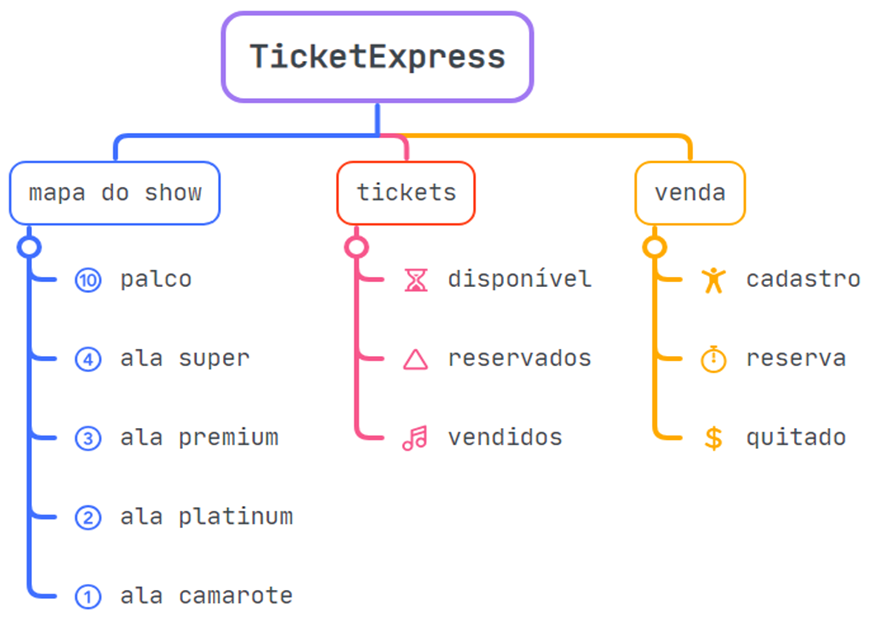 TicketExpress
mapa do show
10 palco
4 ala super
3 ala premium
2 ala platinum
1 ala camarote
tickets
disponível
reservados
vendidos
venda
cadastro
reserva
$ quitado